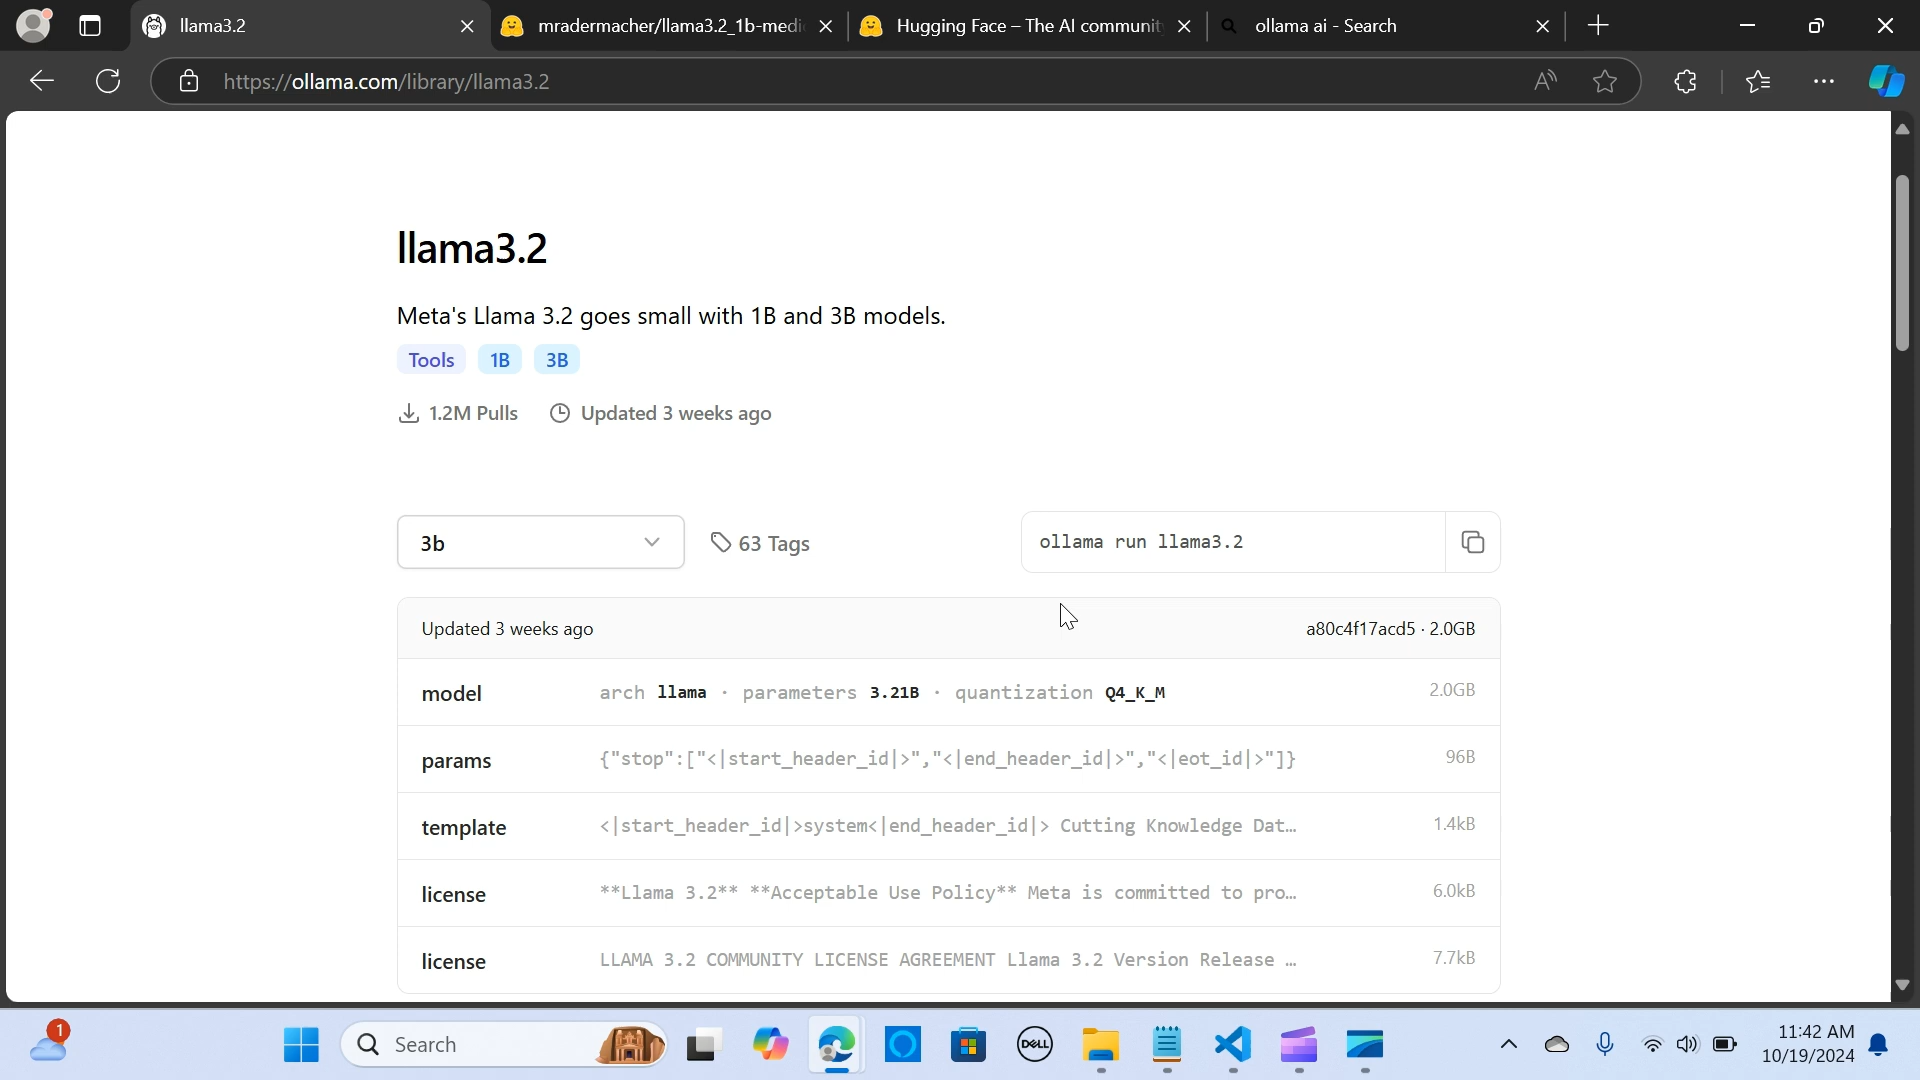 llama3.2
mradermacher/llama3.2_1b-medi
Hugging Face – The AI communit
ollama ai - Search
https://ollama.com/library/llama3.2
llama3.2
Meta's Llama 3.2 goes small with 1B and 3B models.
Tools 1B 3B
1.2M Pulls Updated 3 weeks ago
3b 63 Tags ollama run llama3.2
Updated 3 weeks ago a80c4f17acd5 · 2.0GB
model arch llama · parameters 3.21B · quantization Q4_K_M 2.0GB
params {"stop":["<|start_header_id|>","<|end_header_id|>","<|eot_id|>"]} 96B
template <|start_header_id|>system<|end_header_id|> Cutting Knowledge Dat... 1.4kB
license **Llama 3.2** **Acceptable Use Policy** Meta is committed to pro... 6.0kB
license LLAMA 3.2 COMMUNITY LICENSE AGREEMENT Llama 3.2 Version Release ... 7.7kB
1
Search
DELL
11:42 AM
10/19/2024